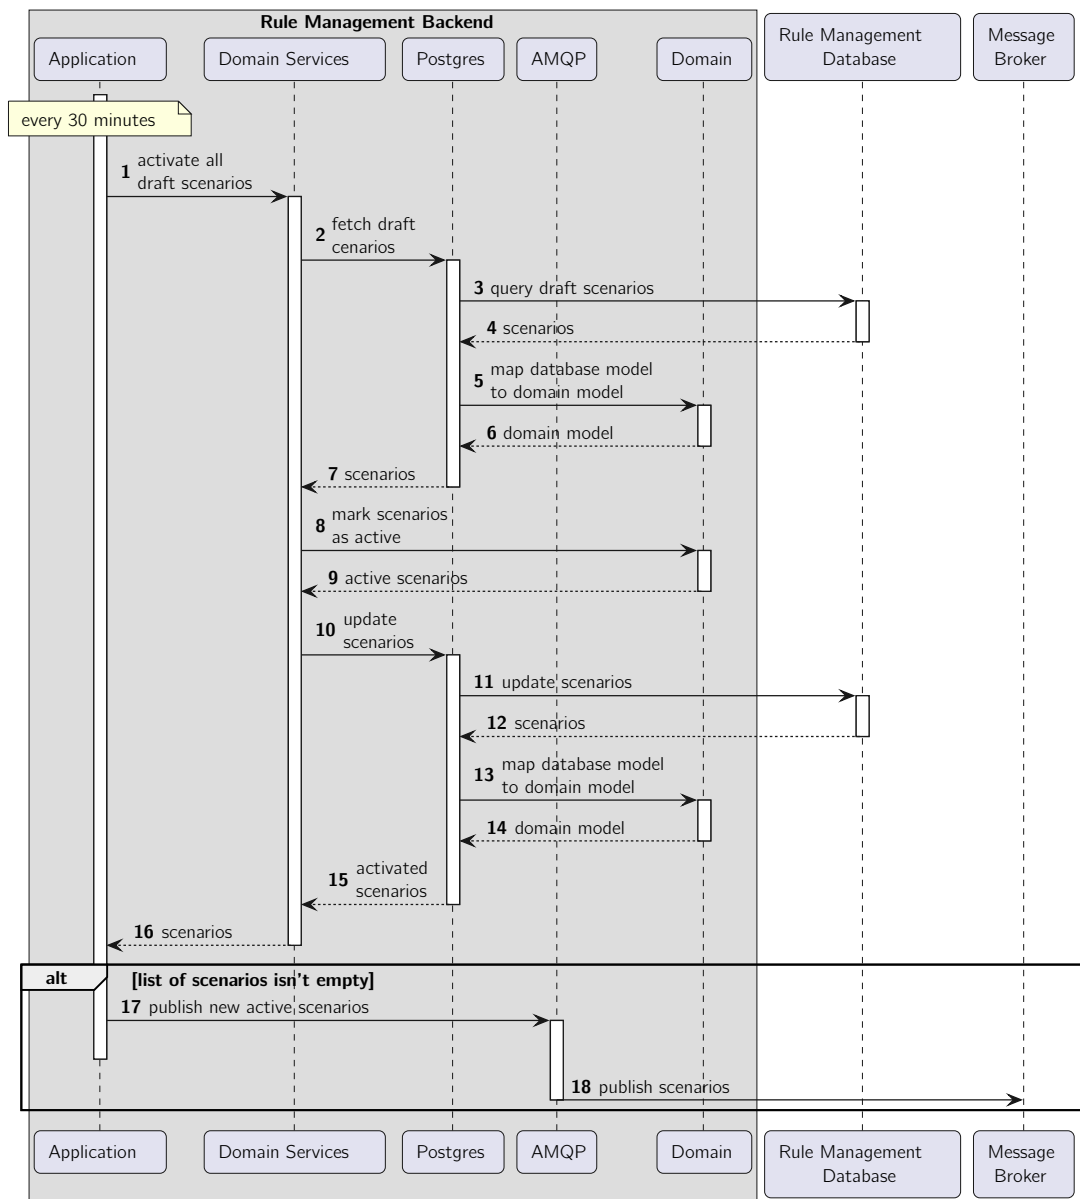 Rule Management Backend
Application
Domain Services
Postgres
AMQP
Domain
Rule Management
Database
Message
Broker
every 30 minutes
1 activate all
draft scenarios
2 fetch draft
cenarios
3 query draft scenarios
4 scenarios
5 map database model
to domain model
6 domain model
7 scenarios
8 mark scenarios
as active
9 active scenarios
10 update
scenarios
11 update scenarios
12 scenarios
13 map database model
to domain model
14 domain model
15 activated
scenarios
16 scenarios
alt [list of scenarios isn't empty]
17 publish new active scenarios
18 publish scenarios
Application
Domain Services
Postgres
AMQP
Domain
Rule Management
Database
Message
Broker